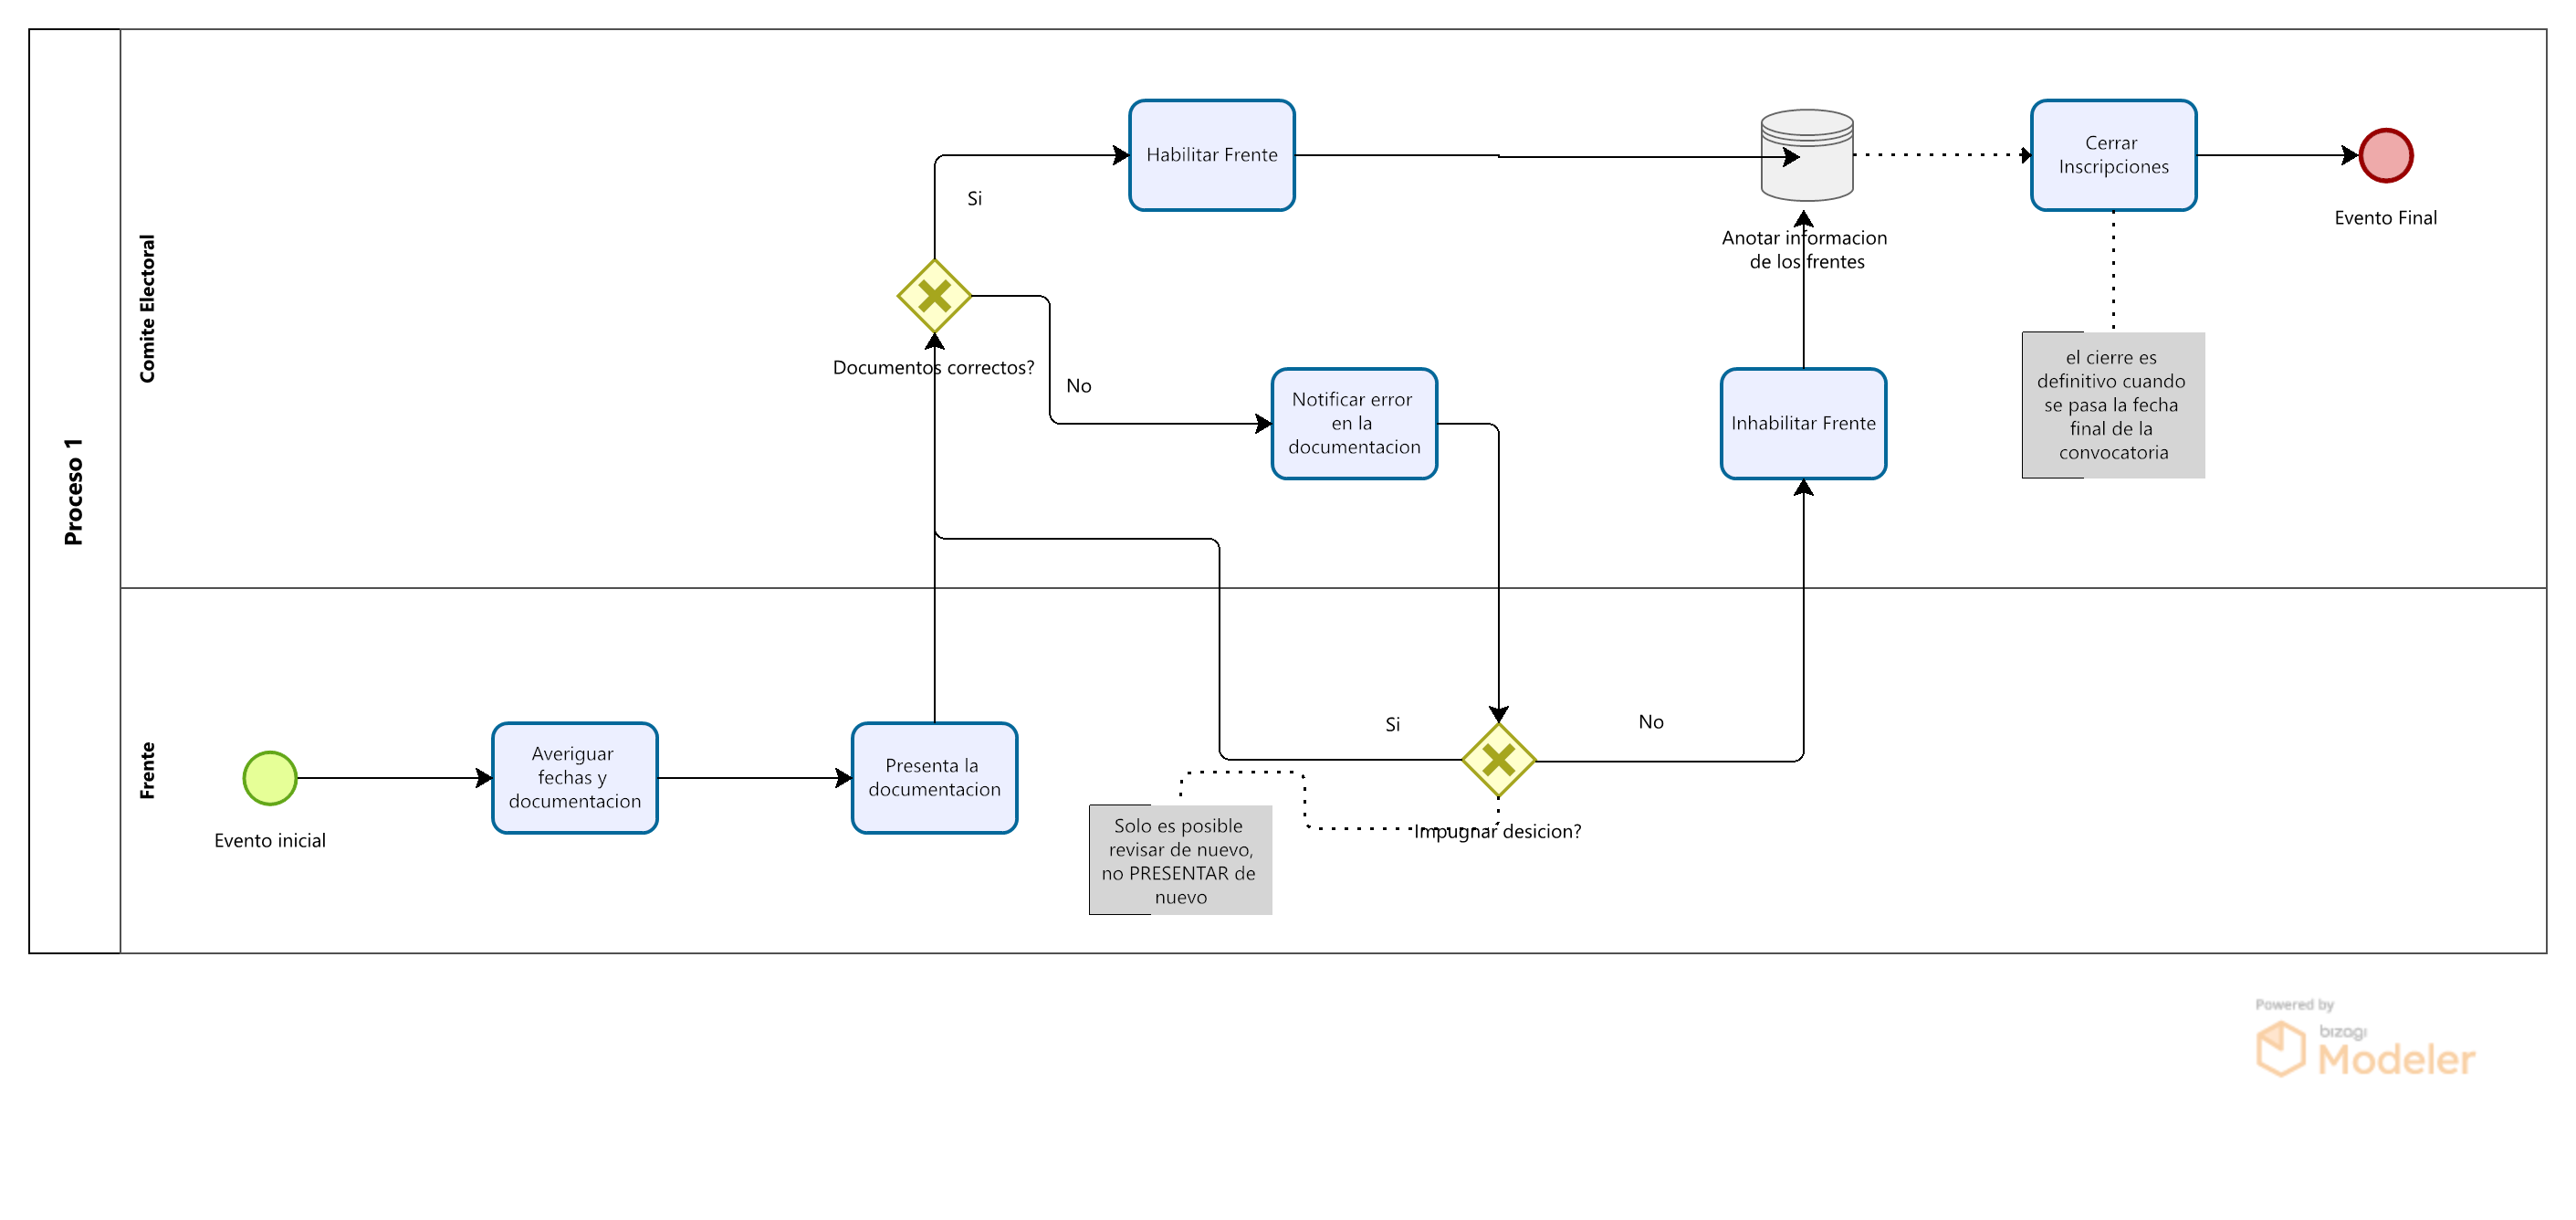 Proceso 1
Comite Electoral
Habilitar Frente
Cerrar
Inscripciones
Si
Evento Final
Anotar informacion
de los frentes
Documentos correctos?
No
Notificar error
en la
documentacion
Inhabilitar Frente
el cierre es
definitivo cuando
se pasa la fecha
final de la
convocatoria
Frente
Si
No
Averiguar
fechas y
documentacion
Presenta la
documentacion
Evento inicial
Solo es posible
revisar de nuevo,
no PRESENTAR de
nuevo
Impugnar desicion?
Powered by
bizagi
Modeler